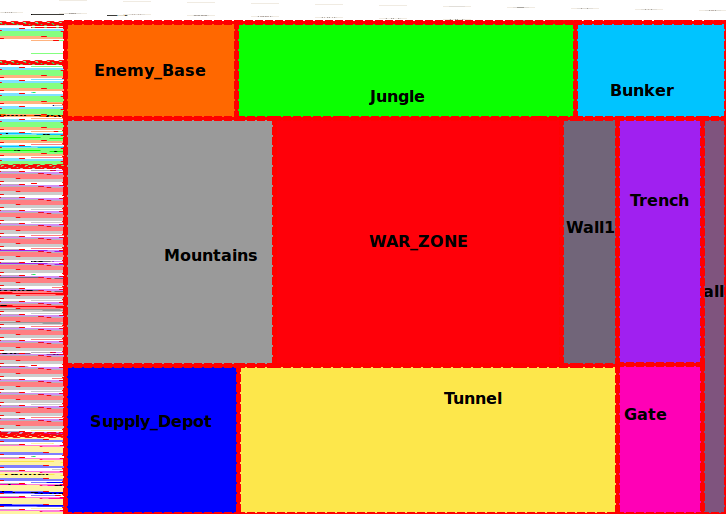 Enemy_Base
Jungle
Bunker
Mountains
WAR_ZONE
Wall1
Trench
all
Supply_Depot
Tunnel
Gate